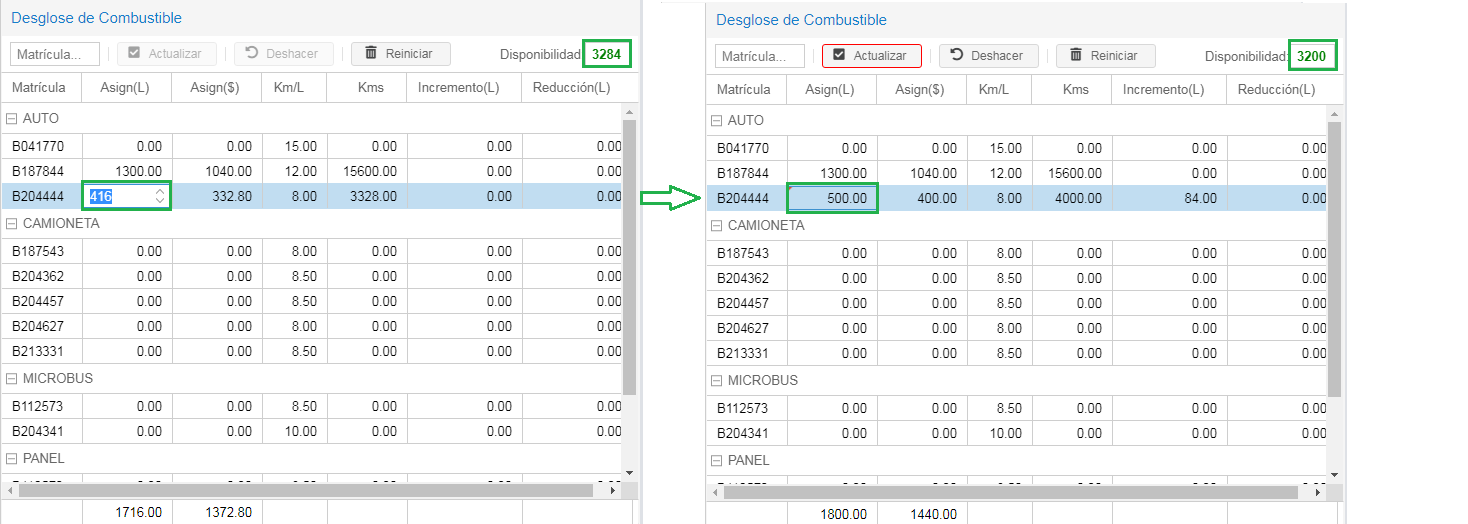 Desglose de Combustible
Matrícula... Actualizar Deshacer Reiniciar Disponibilidad: 3284
Matrícula Asign(L) Asign($) Km/L Kms Incremento(L) Reducción(L)
AUTO
B041770 0.00 0.00 15.00 0.00 0.00 0.00
B187844 1300.00 1040.00 12.00 15600.00 0.00 0.00
B204444 416 332.80 8.00 3328.00 0.00 0.00
CAMIONETA
B187543 0.00 0.00 8.00 0.00 0.00 0.00
B204362 0.00 0.00 8.50 0.00 0.00 0.00
B204457 0.00 0.00 8.50 0.00 0.00 0.00
B204627 0.00 0.00 8.00 0.00 0.00 0.00
B213331 0.00 0.00 8.50 0.00 0.00 0.00
MICROBUS
B112573 0.00 0.00 8.50 0.00 0.00 0.00
B204341 0.00 0.00 10.00 0.00 0.00 0.00
PANEL
1716.00 1372.80
Desglose de Combustible
Matrícula... Actualizar Deshacer Reiniciar Disponibilidad: 3200
Matrícula Asign(L) Asign($) Km/L Kms Incremento(L) Reducción(L)
AUTO
B041770 0.00 0.00 15.00 0.00 0.00 0.00
B187844 1300.00 1040.00 12.00 15600.00 0.00 0.00
B204444 500.00 400.00 8.00 4000.00 84.00 0.00
CAMIONETA
B187543 0.00 0.00 8.00 0.00 0.00 0.00
B204362 0.00 0.00 8.50 0.00 0.00 0.00
B204457 0.00 0.00 8.50 0.00 0.00 0.00
B204627 0.00 0.00 8.00 0.00 0.00 0.00
B213331 0.00 0.00 8.50 0.00 0.00 0.00
MICROBUS
B112573 0.00 0.00 8.50 0.00 0.00 0.00
B204341 0.00 0.00 10.00 0.00 0.00 0.00
PANEL
1800.00 1440.00